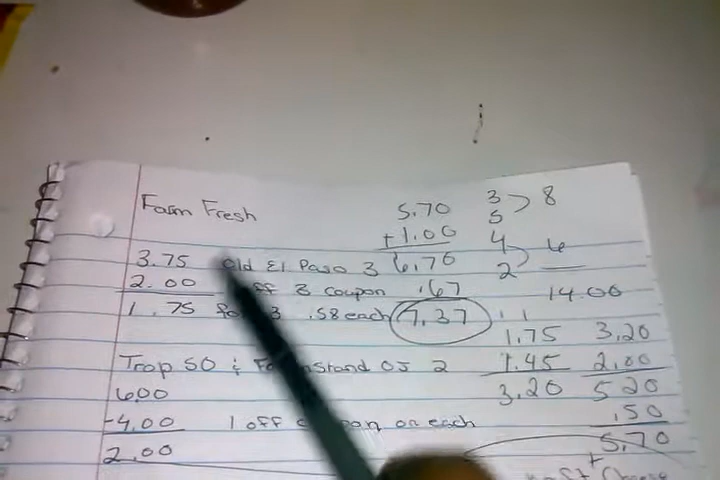 Farm Fresh
5.70
+1.00
6.70
.67
7.37
3
5 > 8
4
2 6
14.00
3.75 Old El Paso 3
2.00 off 3 coupon
1.75 for 3 .58 each
1.75
1.45
3.20
3.20
2.00
5.20
.50
5.70
+
Trop 50 & Farmstand OJ 2
6.00
-4.00 1 off coupon on each
2.00